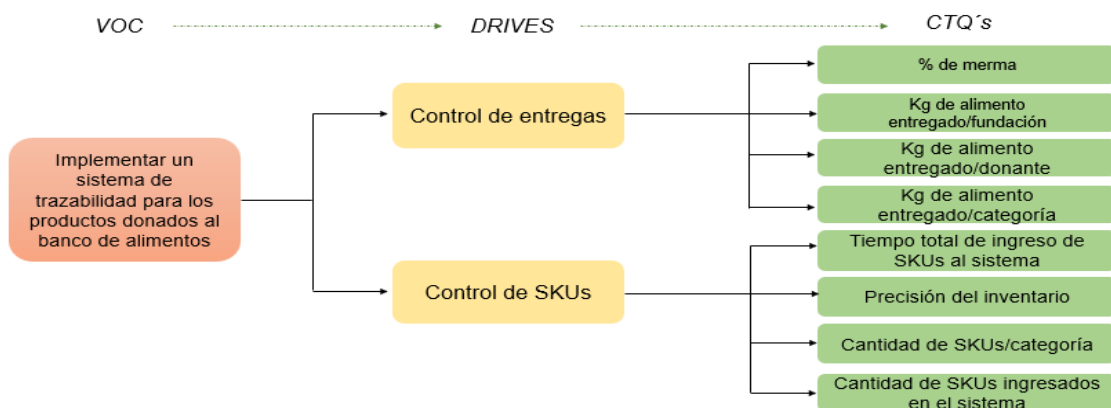 VOC
DRIVES
CTQ´s
Implementar un
sistema de
trazabilidad para los
productos donados al
banco de alimentos
Control de entregas
% de merma
Kg de alimento
entregado/fundación
Kg de alimento
entregado/donante
Kg de alimento
entregado/categoría
Control de SKUs
Tiempo total de ingreso de
SKUs al sistema
Precisión del inventario
Cantidad de SKUs/categoría
Cantidad de SKUs ingresados
en el sistema